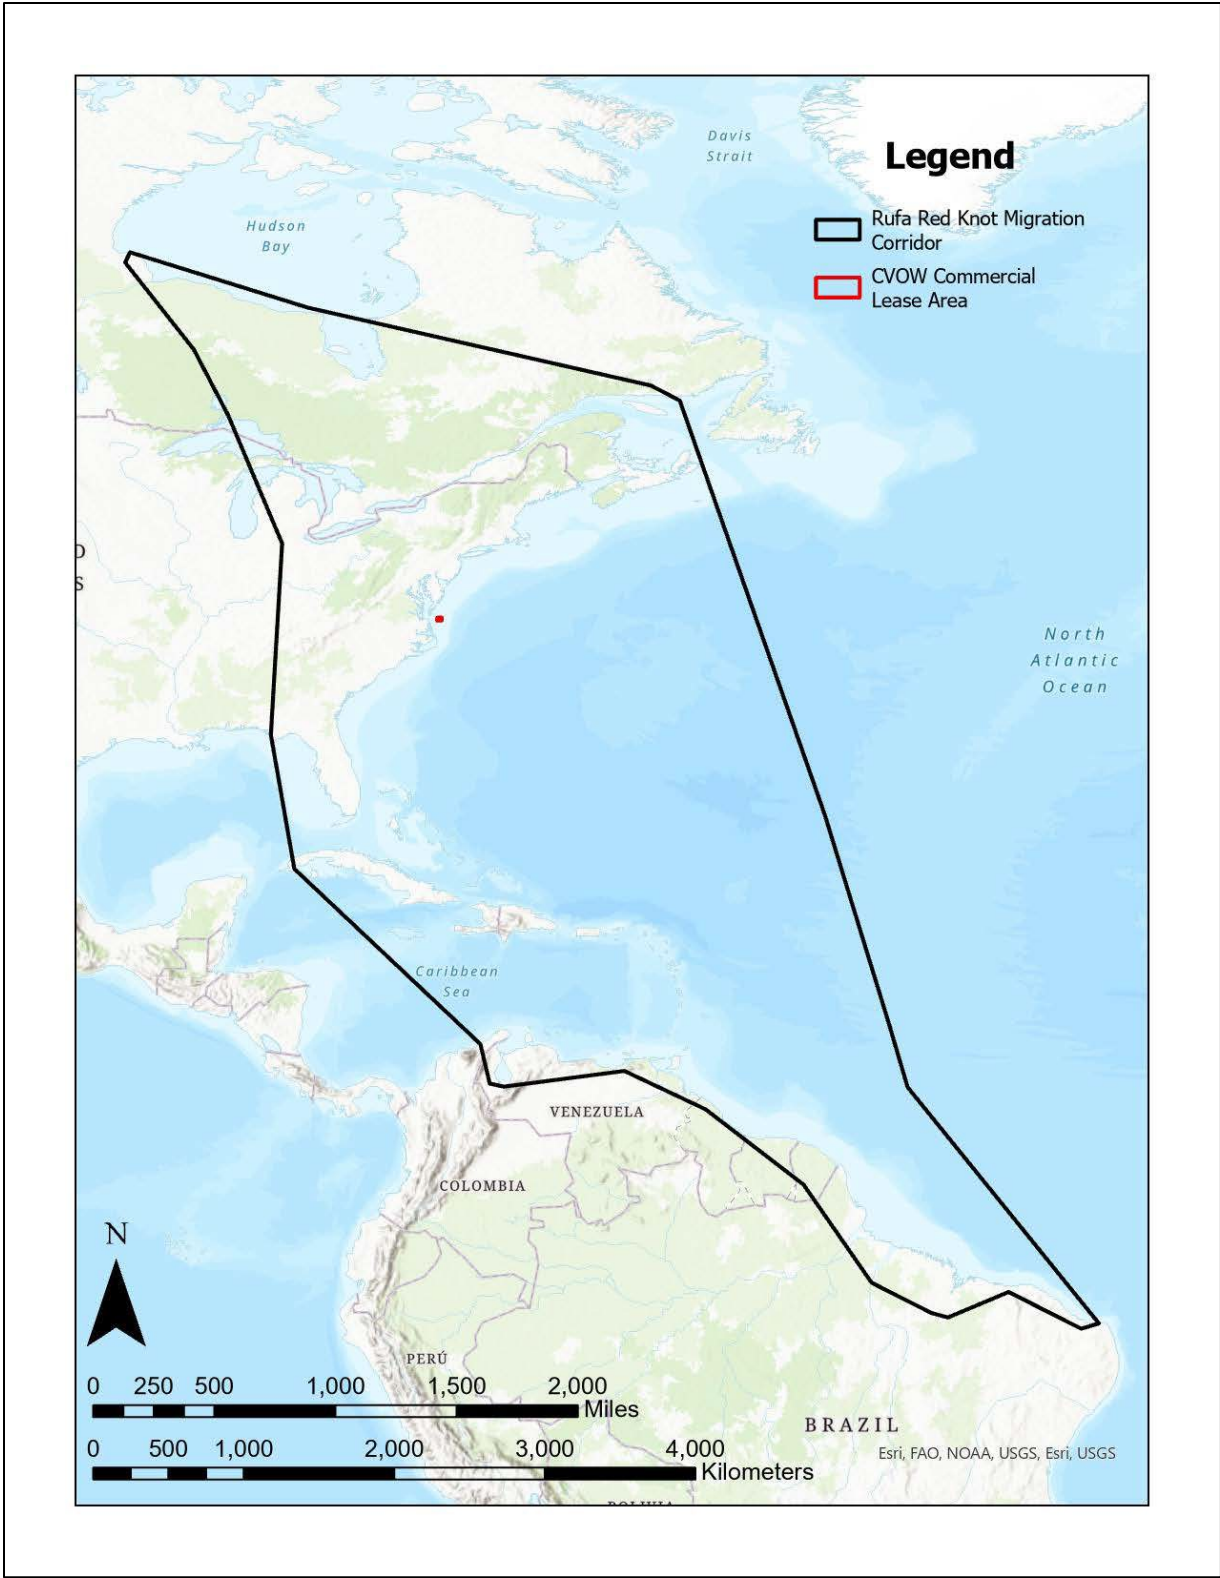 Davis
Strait
Legend
Rufa Red Knot Migration
Corridor
CVOW Commercial
Lease Area
Hudson
Bay
O
S
North
Atlantic
Ocean
Caribbean
Sea
VENEZUELA
COLOMBIA
N
PERÚ
BRAZIL
0 250 500 1,000 1,500 2,000
Miles
0 500 1,000 2,000 3,000 4,000
Kilometers
Esri, FAO, NOAA, USGS, Esri, USGS
BOLIVIA